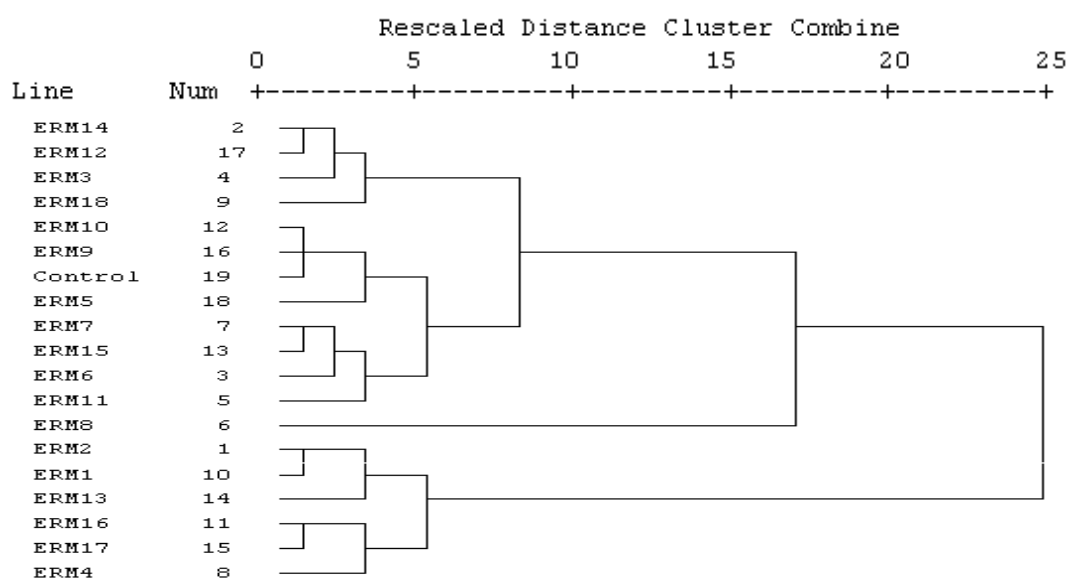 Rescaled Distance Cluster Combine
0 5 10 15 20 25
Line Num +---------+---------+---------+---------+---------+
ERM14 2
ERM12 17
ERM3 4
ERM18 9
ERM10 12
ERM9 16
Control 19
ERM5 18
ERM7 7
ERM15 13
ERM6 3
ERM11 5
ERM8 6
ERM2 1
ERM1 10
ERM13 14
ERM16 11
ERM17 15
ERM4 8